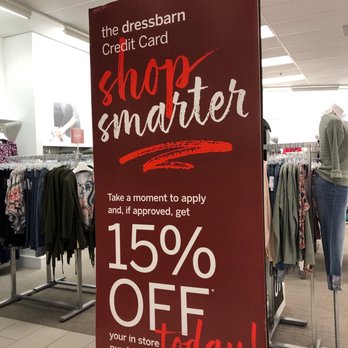 the dressbarn
Credit Card
shop
smarter
Take a moment to apply
and, if approved, get
15%
OFF*
your in store
today!